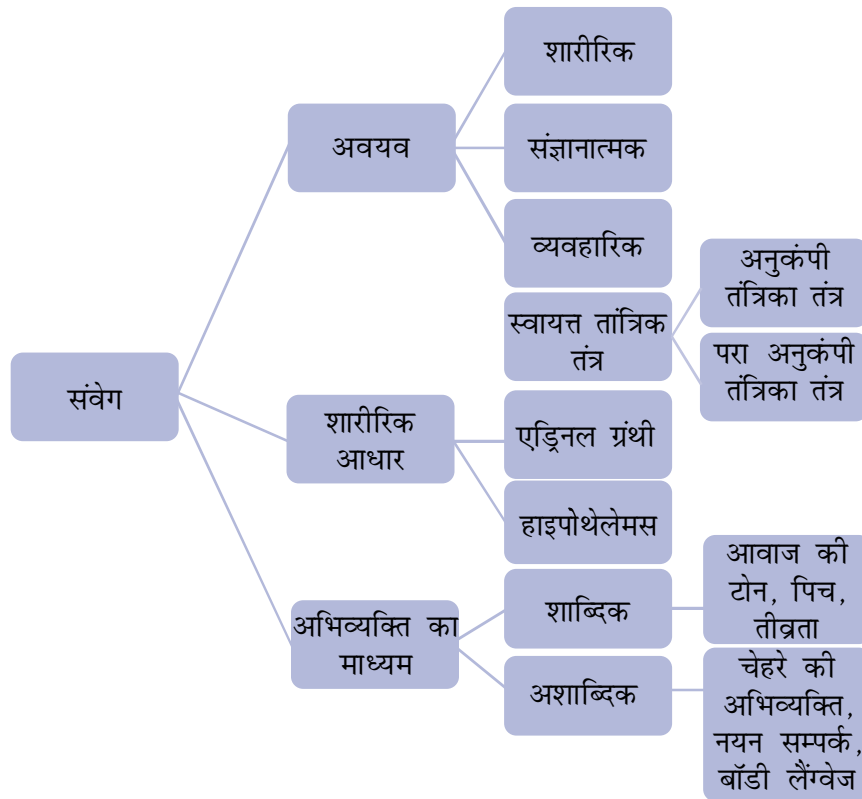 संवेग
अवयव
शारीरिक
संज्ञानात्मक
व्यवहारिक
शारीरिक
आधार
स्वायत्त तांत्रिक
तंत्र
अनुकंपी
तंत्रिका तंत्र
परा अनुकंपी
तंत्रिका तंत्र
एड्रिनल ग्रंथी
हाइपोथेलेमस
अभिव्यक्ति का
माध्यम
शाब्दिक
आवाज की
टोन, पिच,
तीव्रता
अशाब्दिक
चेहरे की
अभिव्यक्ति,
नयन सम्पर्क,
बॉडी लैंग्वेज